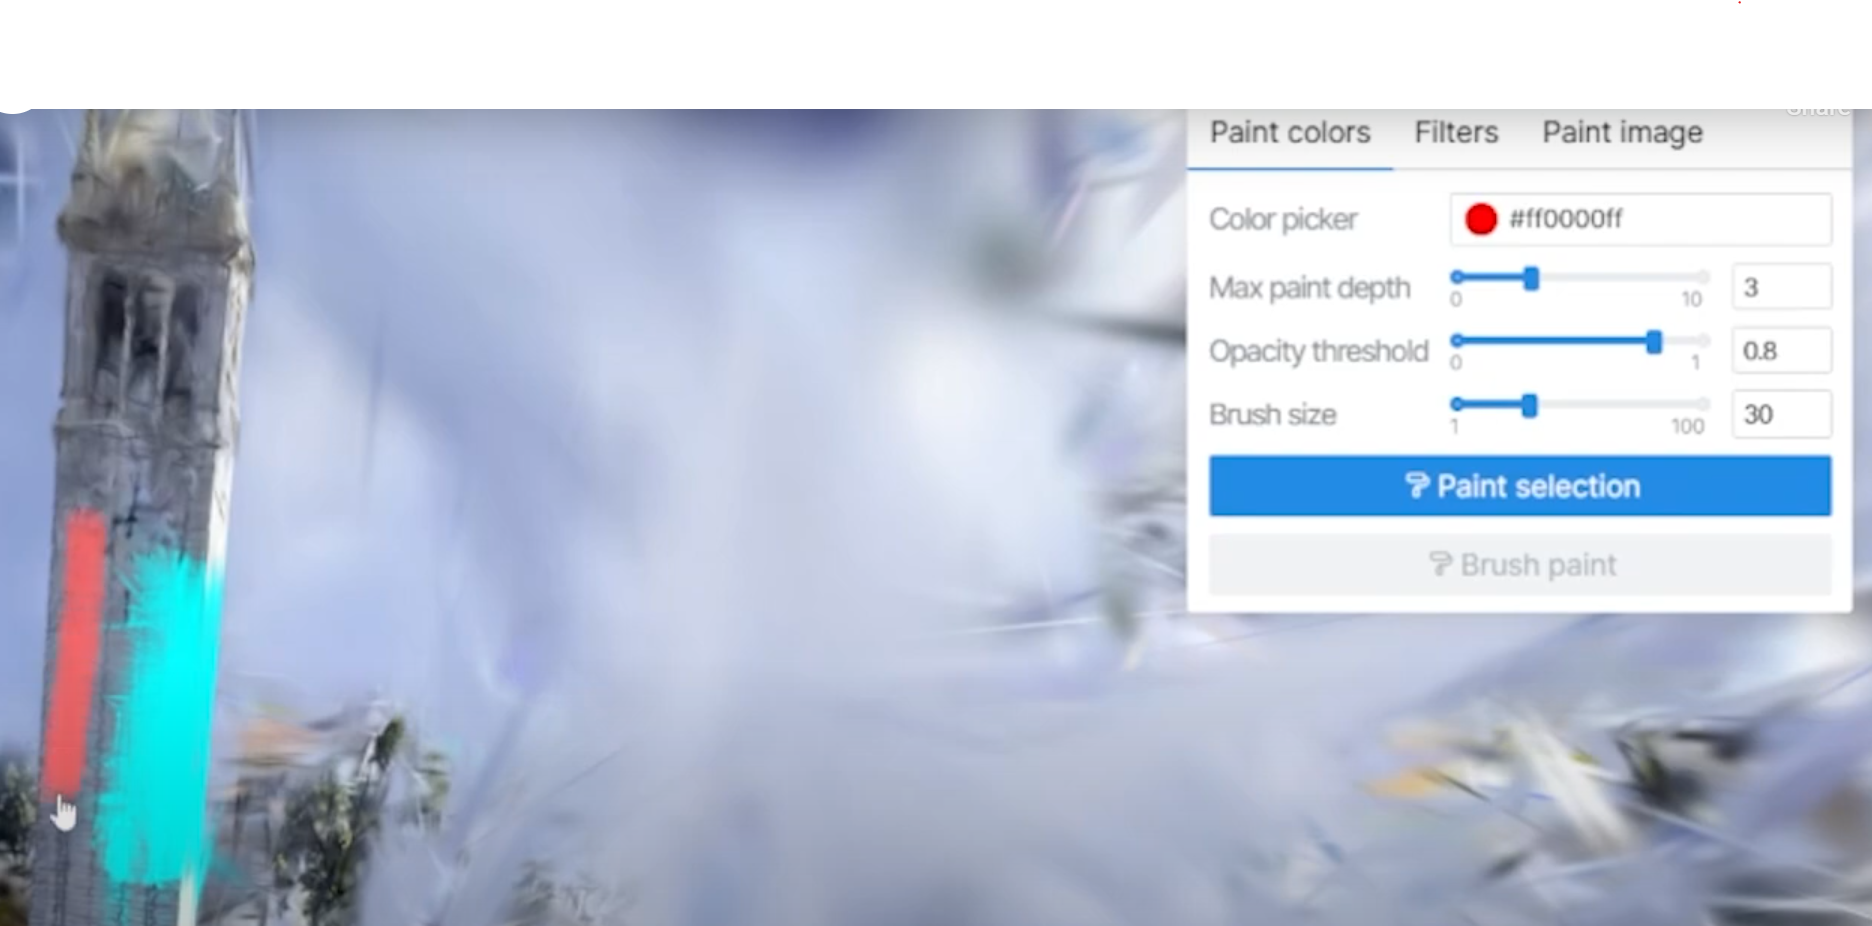 Share
Paint colors Filters Paint image
Color picker #ff0000ff
Max paint depth 0 10 3
Opacity threshold 0 1 0.8
Brush size 1 100 30
Paint selection
Brush paint